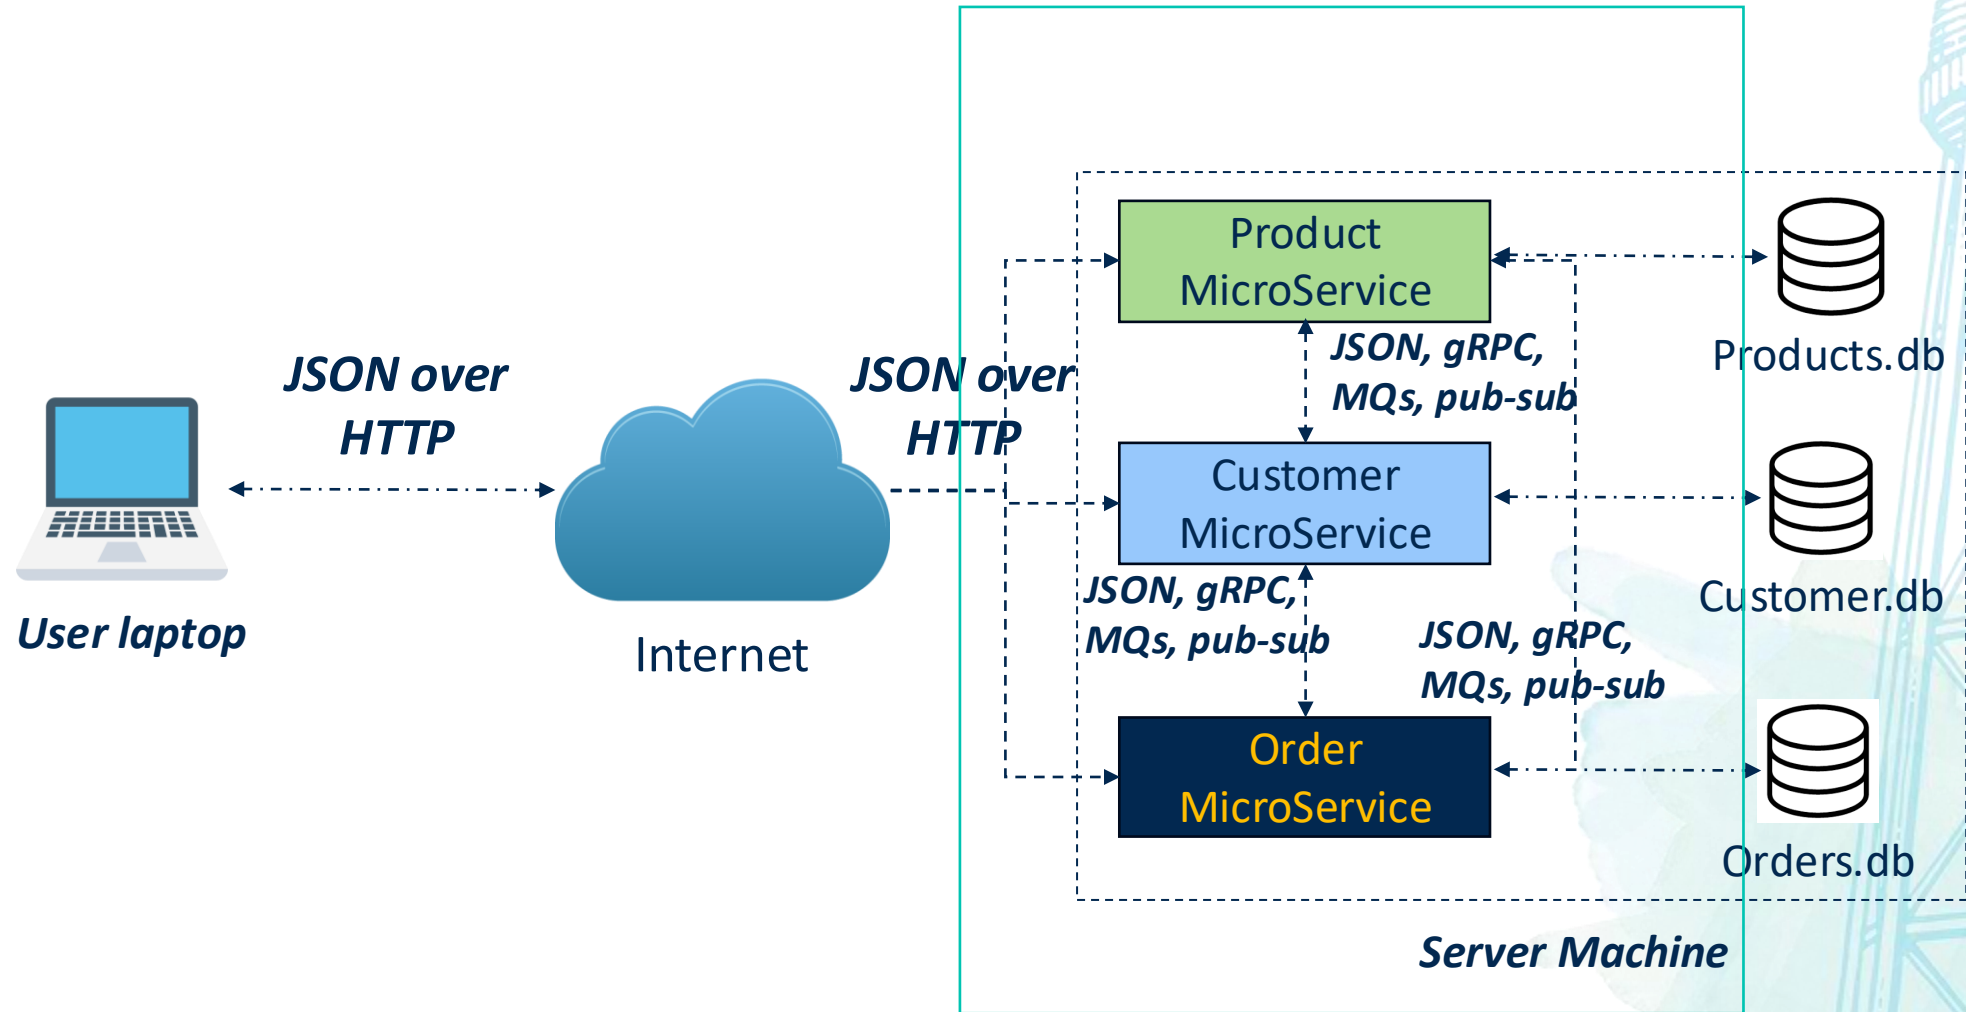 JSON over
HTTP
User laptop
Internet
JSON over
HTTP
Product
MicroService
JSON, gRPC,
MQs, pub-sub
Customer
MicroService
JSON, gRPC,
MQs, pub-sub
JSON, gRPC,
MQs, pub-sub
Order
MicroService
Products.db
Customer.db
Orders.db
Server Machine